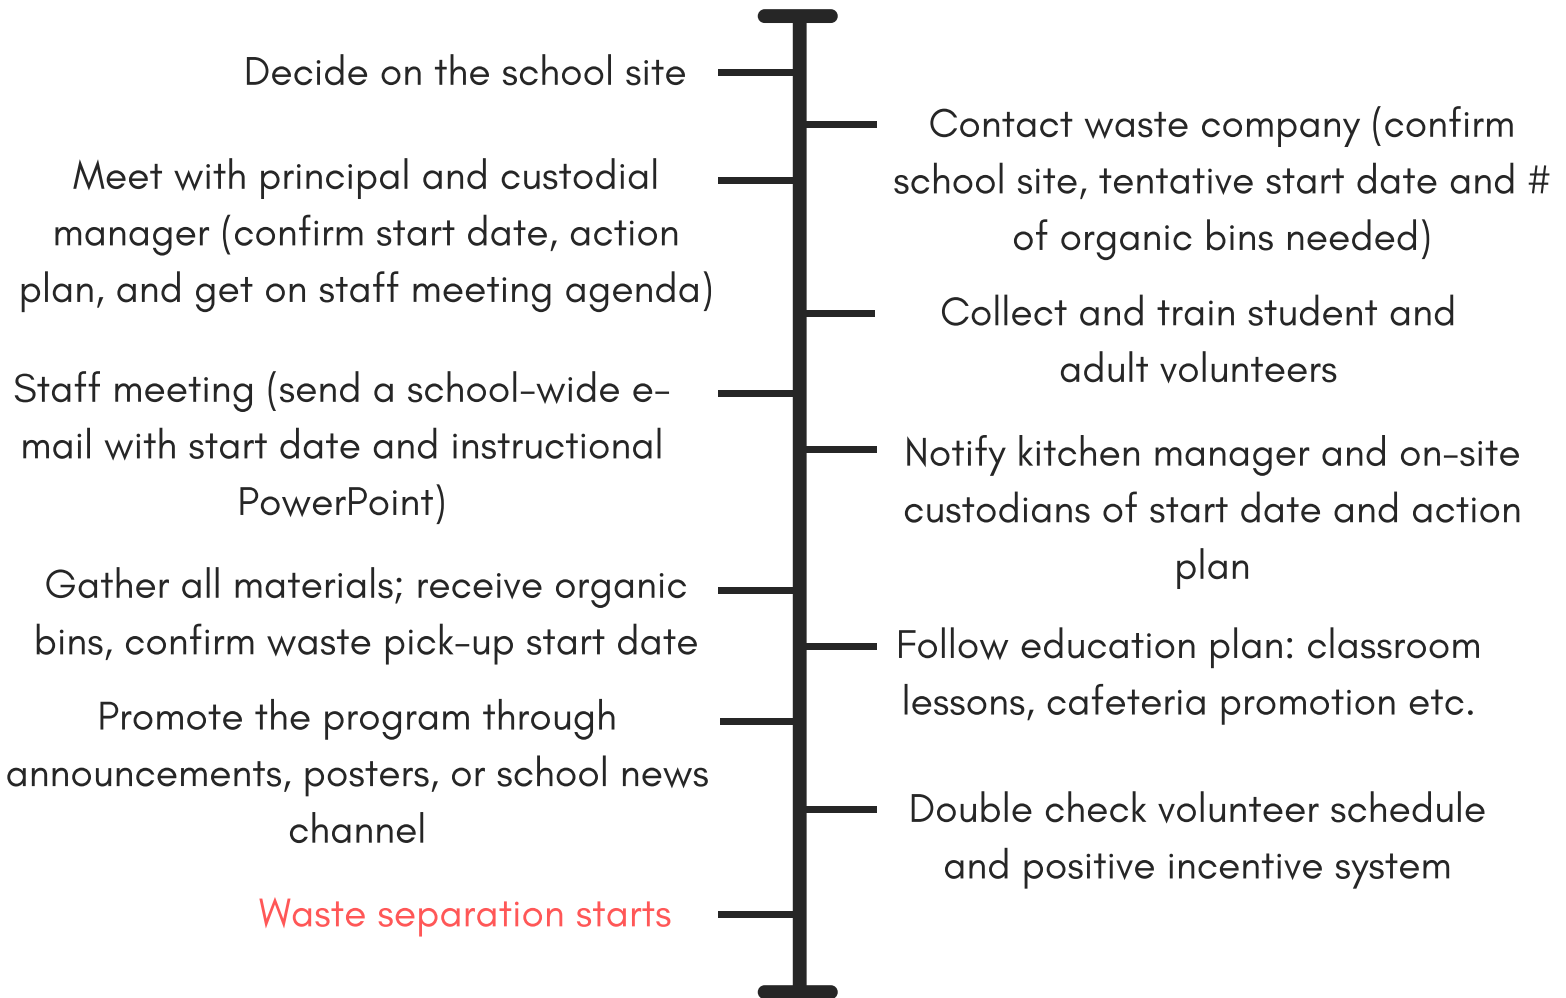 Decide on the school site
Contact waste company (confirm
school site, tentative start date and #
of organic bins needed)
Meet with principal and custodial
manager (confirm start date, action
plan, and get on staff meeting agenda)
Collect and train student and
adult volunteers
Staff meeting (send a school-wide e-
mail with start date and instructional
PowerPoint)
Notify kitchen manager and on-site
custodians of start date and action
plan
Gather all materials; receive organic
bins, confirm waste pick-up start date
Follow education plan: classroom
lessons, cafeteria promotion etc.
Promote the program through
announcements, posters, or school news
channel
Double check volunteer schedule
and positive incentive system
Waste separation starts